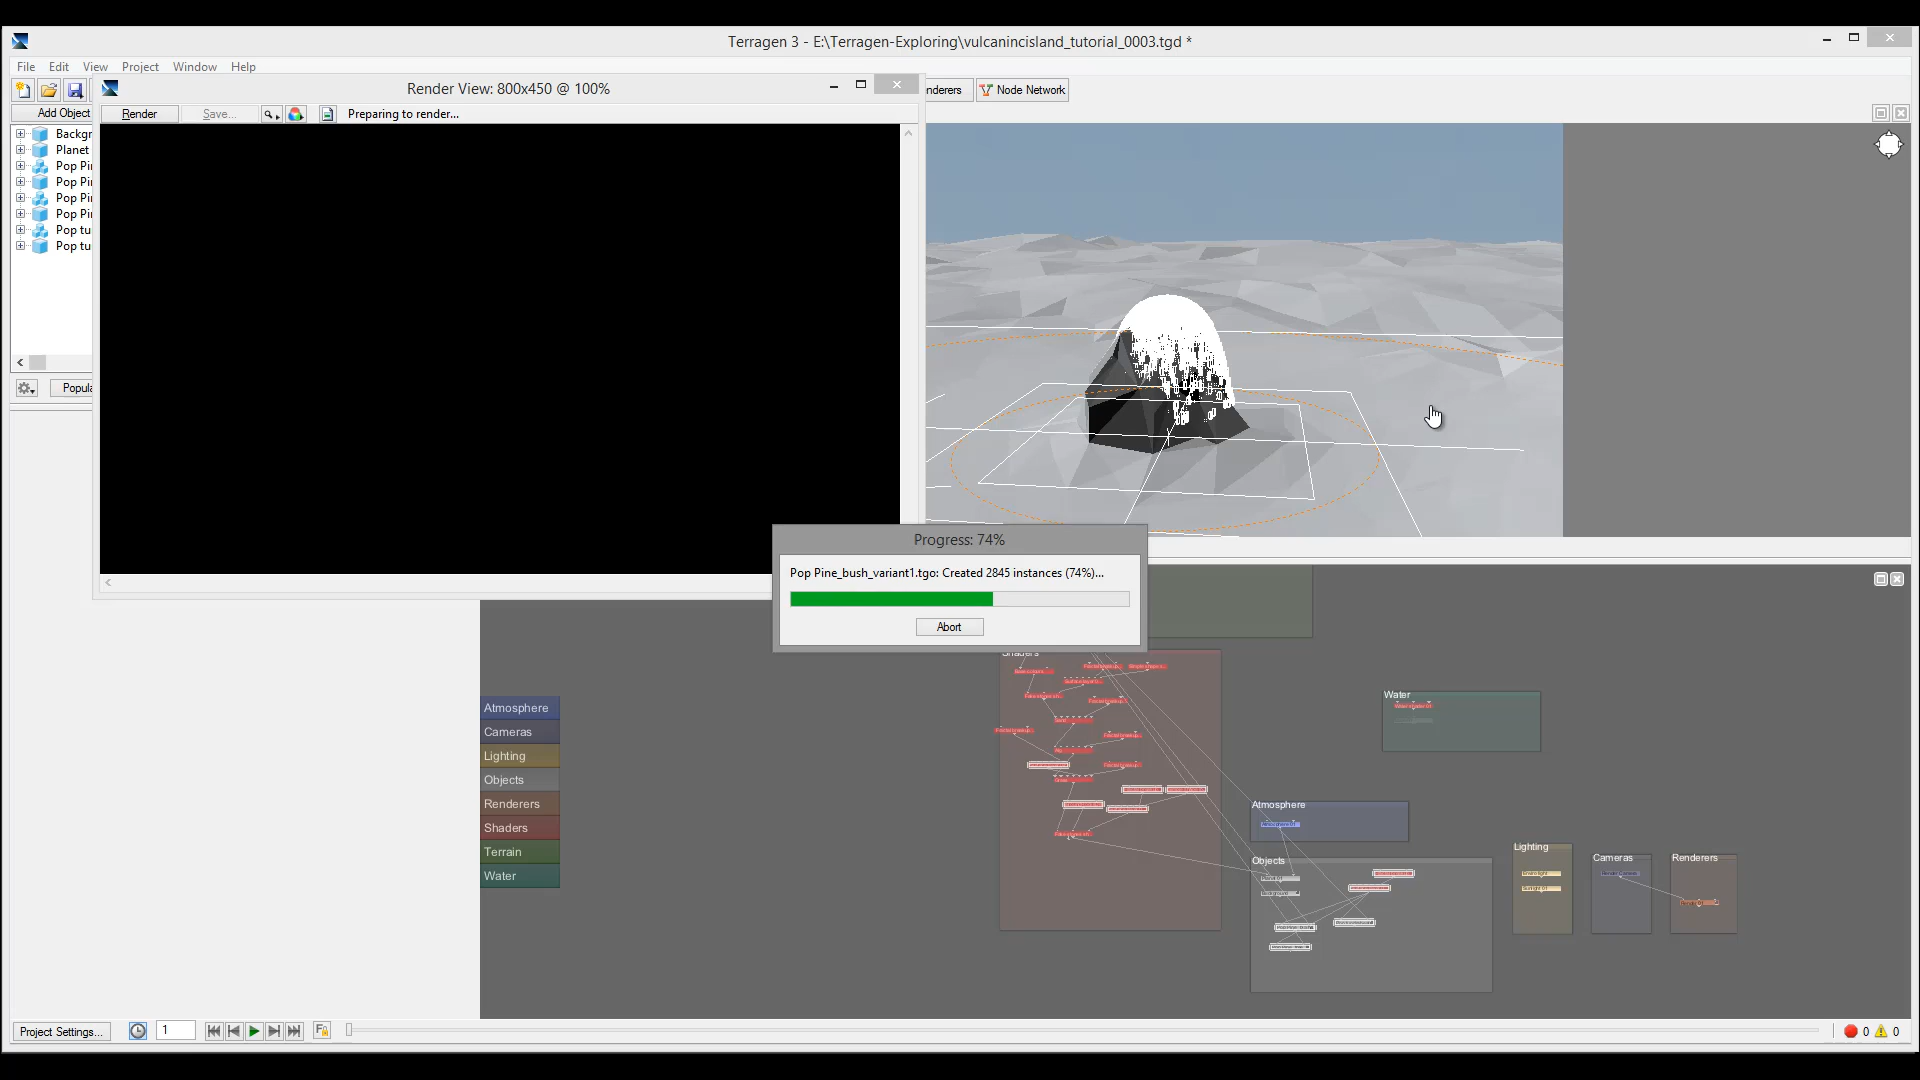 Terragen 3 - E:\Terragen-Exploring\vulcanincisland_tutorial_0003.tgd *
File Edit View Project Window Help
Render View: 800x450 @ 100%
nderers
Node Network
Add Object
Render
Save...
Preparing to render...
Backgr
Planet
Pop Pi
Pop Pi
Pop Pi
Pop Pi
Pop tu
Pop tu
Popula
Progress: 74%
Pop Pine_bush_variant1.tgo: Created 2845 instances (74%)...
Abort
Shaders
Atmosphere
Cameras
Lighting
Objects
Renderers
Shaders
Terrain
Water
Water
Atmosphere
Objects
Lighting
Cameras
Renderers
Project Settings...
1
0
0